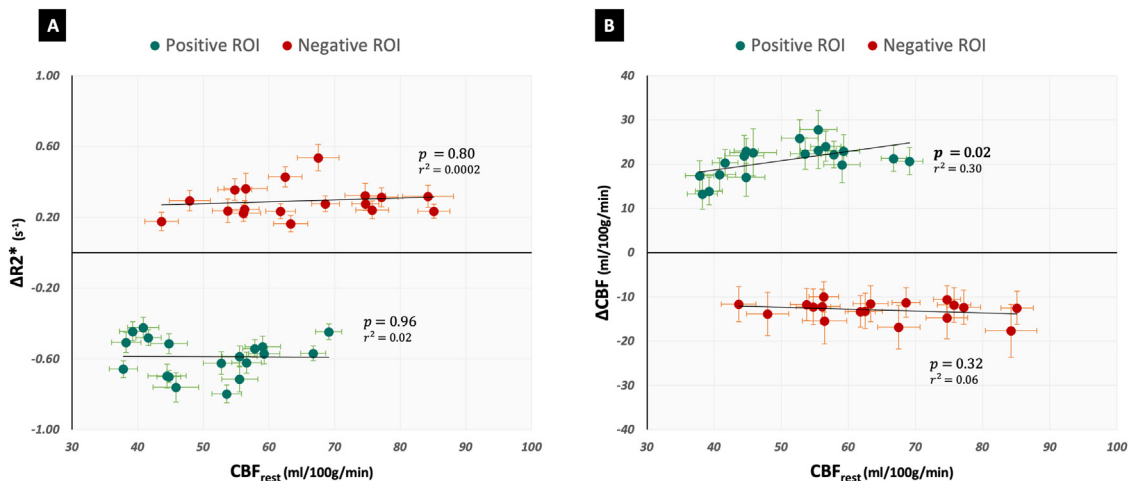 A
Positive ROI
Negative ROI
1.00
0.60
0.20
-0.20
-0.60
-1.00
ΔR2* (s⁻¹)
p = 0.80
r² = 0.0002
p = 0.96
r² = 0.02
30 40 50 60 70 80 90 100
CBFrest (ml/100g/min)
B
Positive ROI
Negative ROI
40
30
20
10
0
-10
-20
-30
-40
ΔCBF (ml/100g/min)
p = 0.02
r² = 0.30
p = 0.32
r² = 0.06
30 40 50 60 70 80 90 100
CBFrest (ml/100g/min)